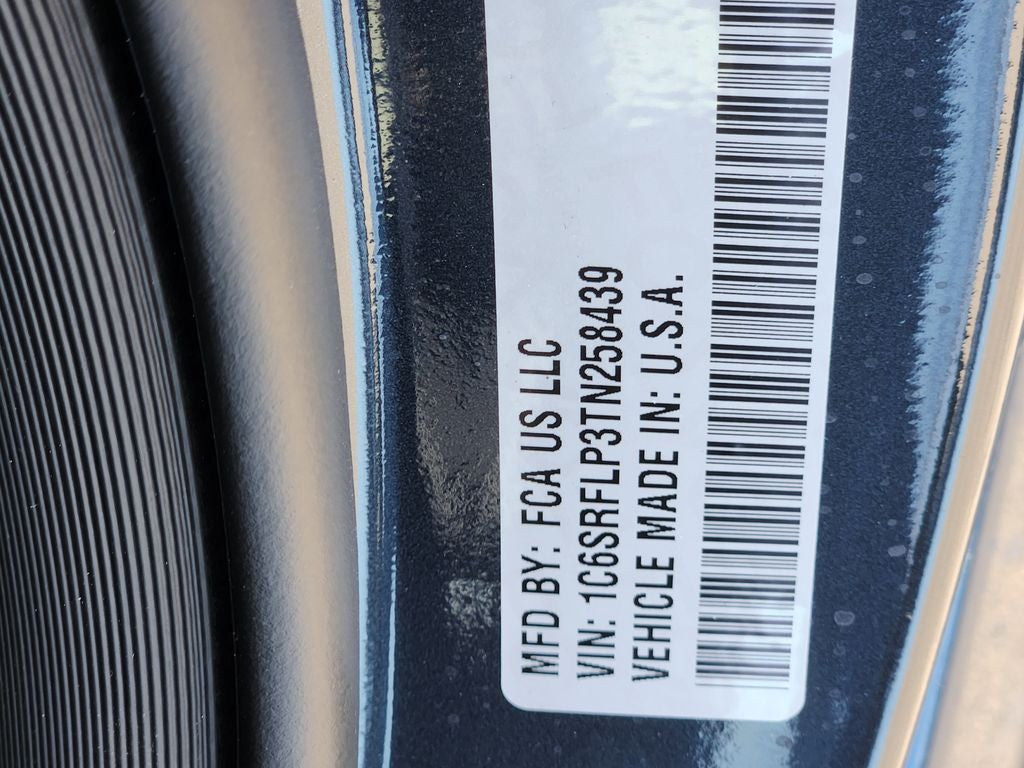 MFD BY: FCA US LLC
VIN: 1C6SRFLP3TN258439
VEHICLE MADE IN: U.S.A.